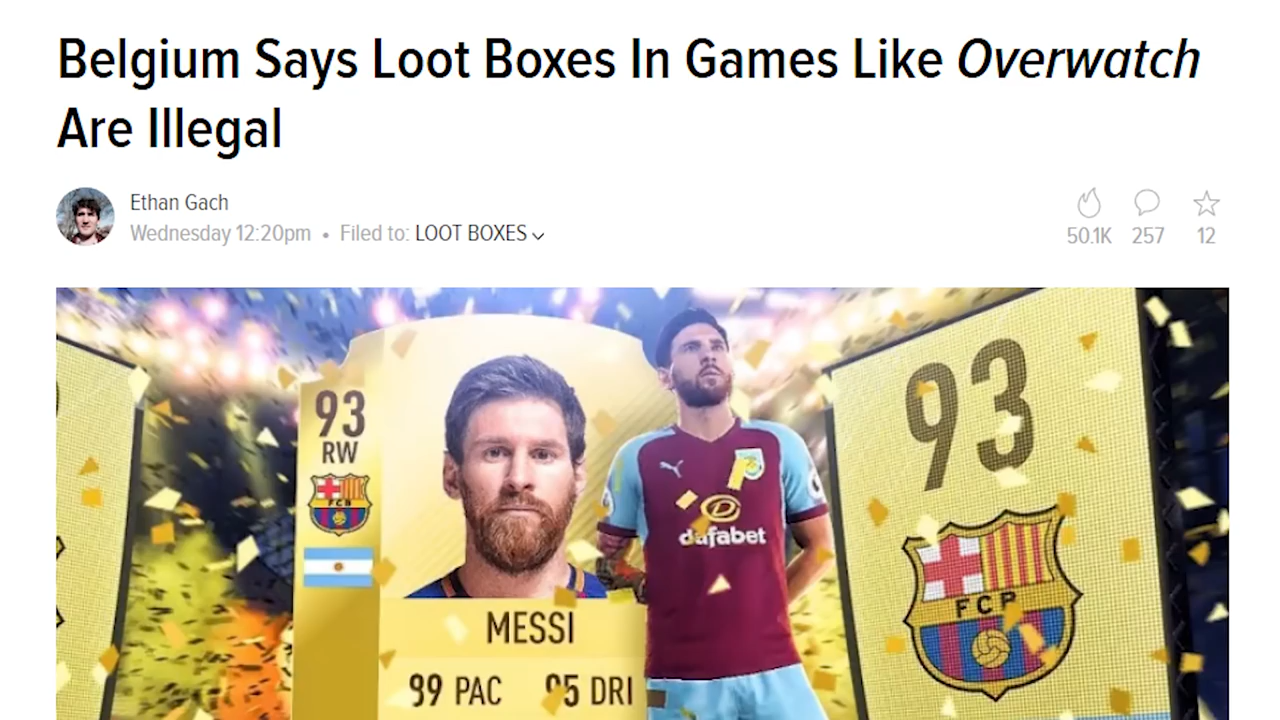 Belgium Says Loot Boxes In Games Like Overwatch
Are Illegal
Ethan Gach
Wednesday 12:20pm • Filed to: LOOT BOXES
50.1K 257 12
93
RW
FCB
MESSI
99 PAC 95 DRI
dafabet
93
FCB